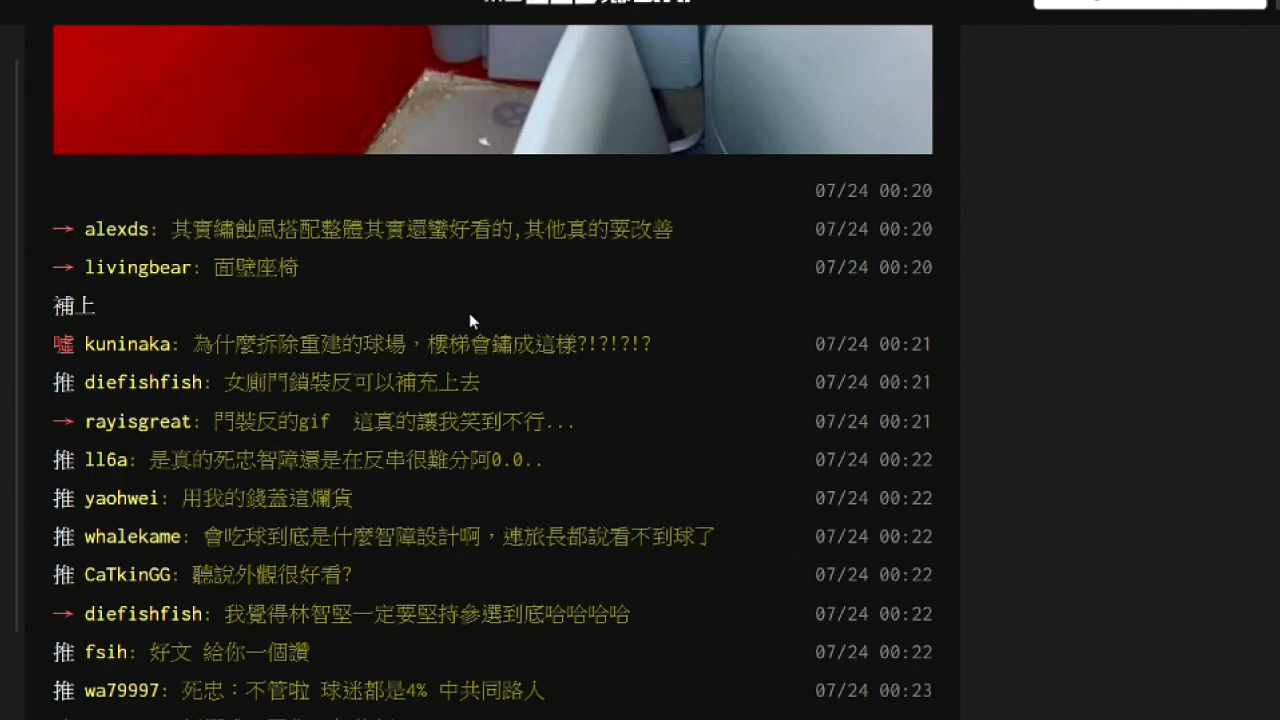 07/24 00:20
→ alexds: 其實鏽蝕風搭配整體其實還蠻好看的,其他真的要改善 07/24 00:20
→ livingbear: 面壁座椅 07/24 00:20
補上
噓 kuninaka: 為什麼拆除重建的球場，樓梯會鏽成這樣?!?!?!? 07/24 00:21
推 diefishfish: 女廁門鎖裝反可以補充上去 07/24 00:21
→ rayisgreat: 門裝反的gif 這真的讓我笑到不行... 07/24 00:21
推 ll6a: 是真的死忠智障還是在反串很難分阿0.0.. 07/24 00:22
推 yaohwei: 用我的錢蓋這爛貨 07/24 00:22
推 whalekame: 會吃球到底是什麼智障設計啊，連旅長都說看不到球了 07/24 00:22
推 CaTkinGG: 聽說外觀很好看? 07/24 00:22
→ diefishfish: 我覺得林智堅一定要堅持參選到底哈哈哈哈 07/24 00:22
推 fsih: 好文 給你一個讚 07/24 00:22
推 wa79997: 死忠：不管啦 球迷都是4% 中共同路人 07/24 00:23